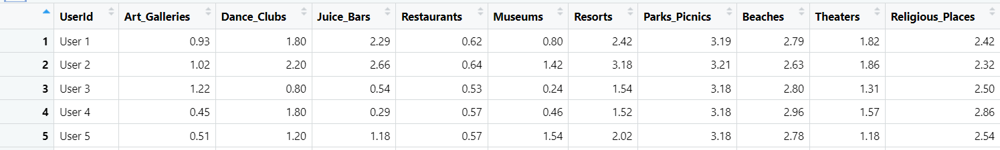 UserId Art_Galleries Dance_Clubs Juice_Bars Restaurants Museums Resorts Parks_Picnics Beaches Theaters Religious_Places
1 User 1 0.93 1.80 2.29 0.62 0.80 2.42 3.19 2.79 1.82 2.42
2 User 2 1.02 2.20 2.66 0.64 1.42 3.18 3.21 2.63 1.86 2.32
3 User 3 1.22 0.80 0.54 0.53 0.24 1.54 3.18 2.80 1.31 2.50
4 User 4 0.45 1.80 0.29 0.57 0.46 1.52 3.18 2.96 1.57 2.86
5 User 5 0.51 1.20 1.18 0.57 1.54 2.02 3.18 2.78 1.18 2.54